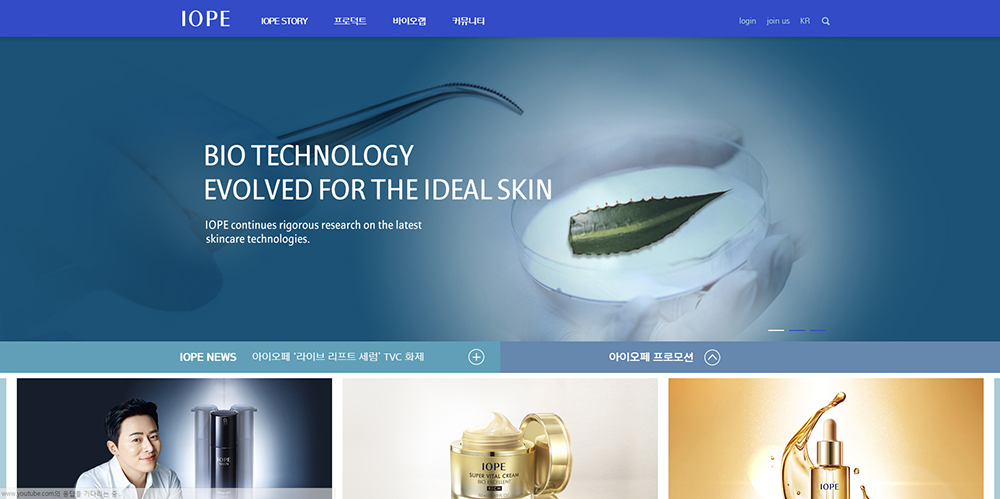 IOPE
IOPE STORY 프로덕트 바이오랩 커뮤니티
login join us KR
BIO TECHNOLOGY
EVOLVED FOR THE IDEAL SKIN
IOPE continues rigorous research on the latest
skincare technologies.
IOPE NEWS 아이오페 '라이브 리프트 세럼' TVC 화제
아이오페 프로모션
IOPE
IOPE
SUPER VITAL CREAM
BIO EXCELLENT
RICH
IOPE
www.youtube.com의 응답을 기다리는 중...